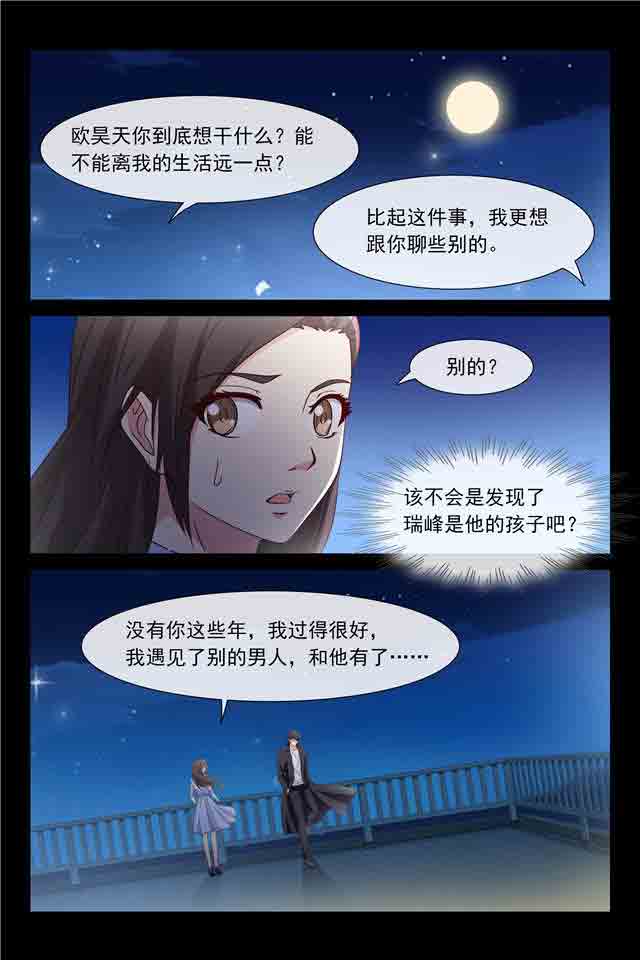 欧昊天你到底想干什么？能
不能离我的生活远一点？
比起这件事，我更想
跟你聊些别的。
别的？
该不会是发现了
瑞峰是他的孩子吧？
没有你这些年，我过得很好，
我遇见了别的男人，和他有了……